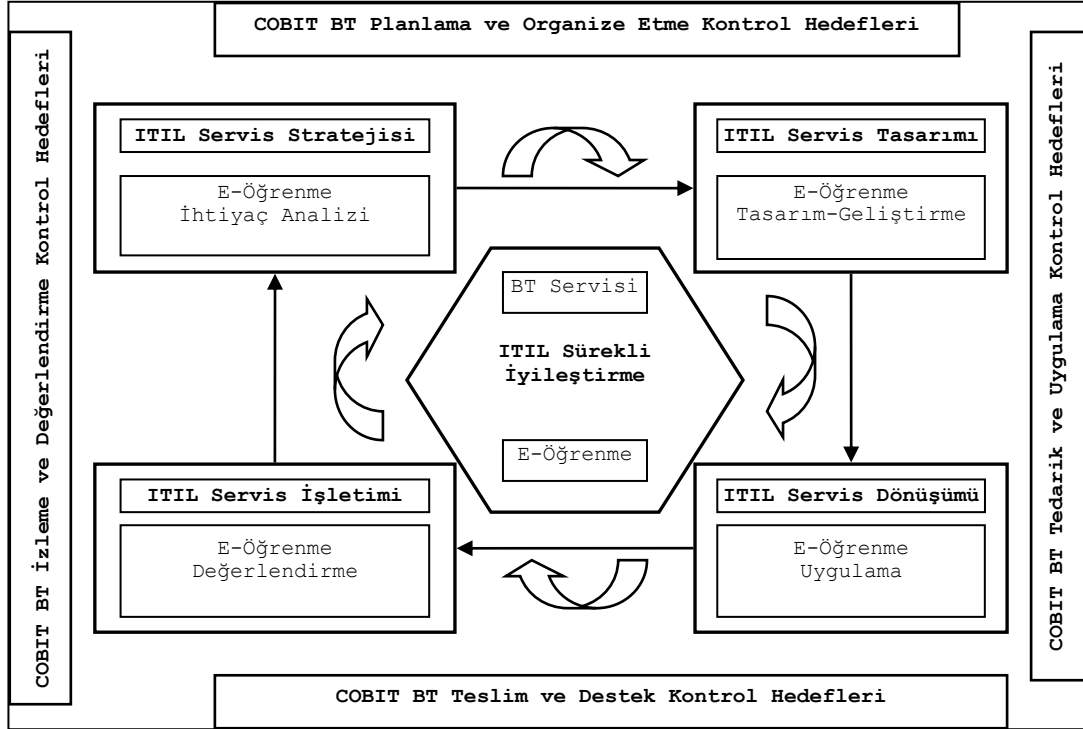 COBIT BT Planlama ve Organize Etme Kontrol Hedefleri
COBIT BT İzleme ve Değerlendirme Kontrol Hedefleri
COBIT BT Tedarik ve Uygulama Kontrol Hedefleri
ITIL Servis Stratejisi
E-Öğrenme
İhtiyaç Analizi
ITIL Servis Tasarımı
E-Öğrenme
Tasarım-Geliştirme
BT Servisi
ITIL Sürekli
İyileştirme
E-Öğrenme
ITIL Servis İşletimi
E-Öğrenme
Değerlendirme
ITIL Servis Dönüşümü
E-Öğrenme
Uygulama
COBIT BT Teslim ve Destek Kontrol Hedefleri